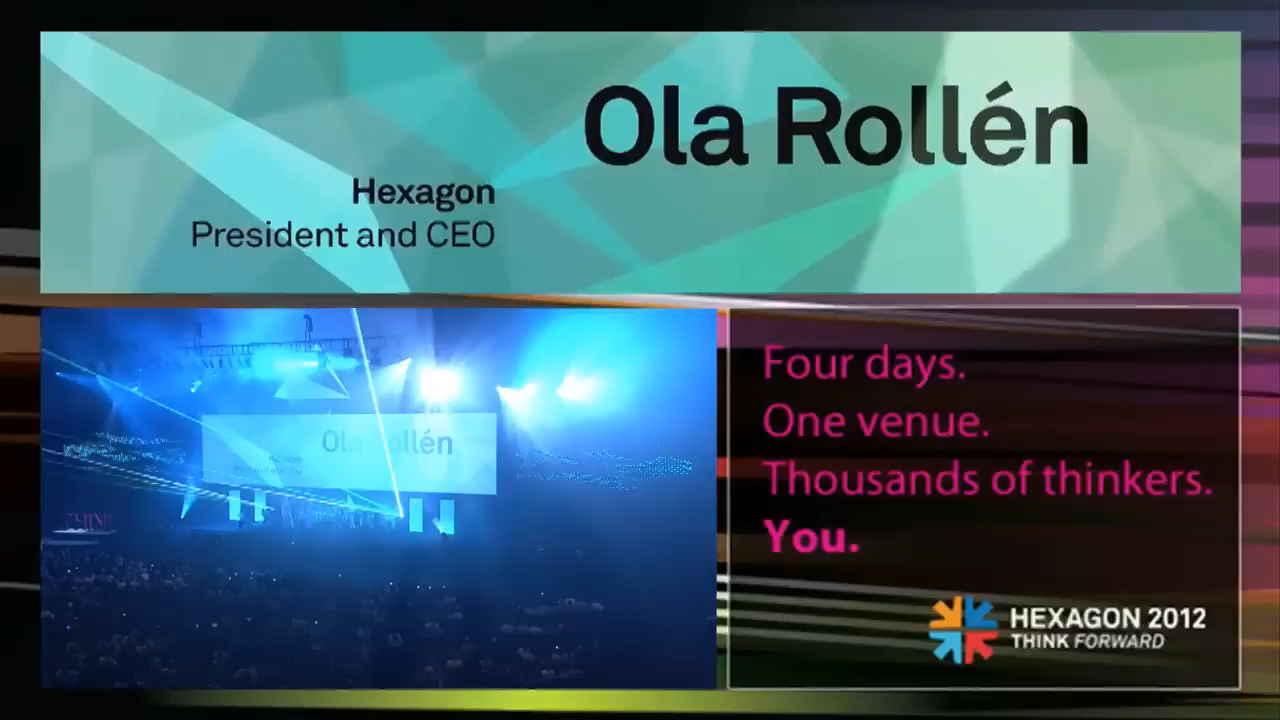 Ola Rollén
Hexagon
President and CEO
Ola Rollén
Four days.
One venue.
Thousands of thinkers.
You.
HEXAGON 2012
THINK FORWARD